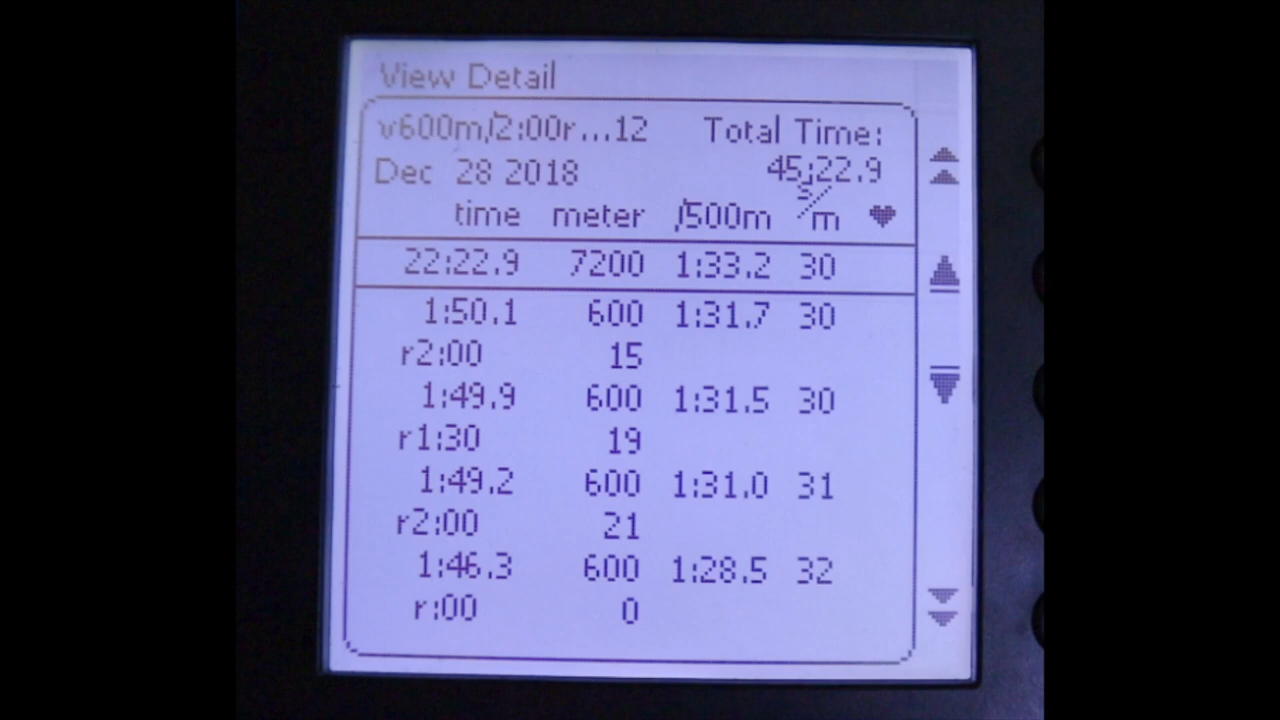 View Detail
v600m/2:00r...12 Total Time:
Dec 28 2018 45:22.9
time meter /500m s/m ♥
22:22.9 7200 1:33.2 30
1:50.1 600 1:31.7 30
r2:00 15
1:49.9 600 1:31.5 30
r1:30 19
1:49.2 600 1:31.0 31
r2:00 21
1:46.3 600 1:28.5 32
r:00 0